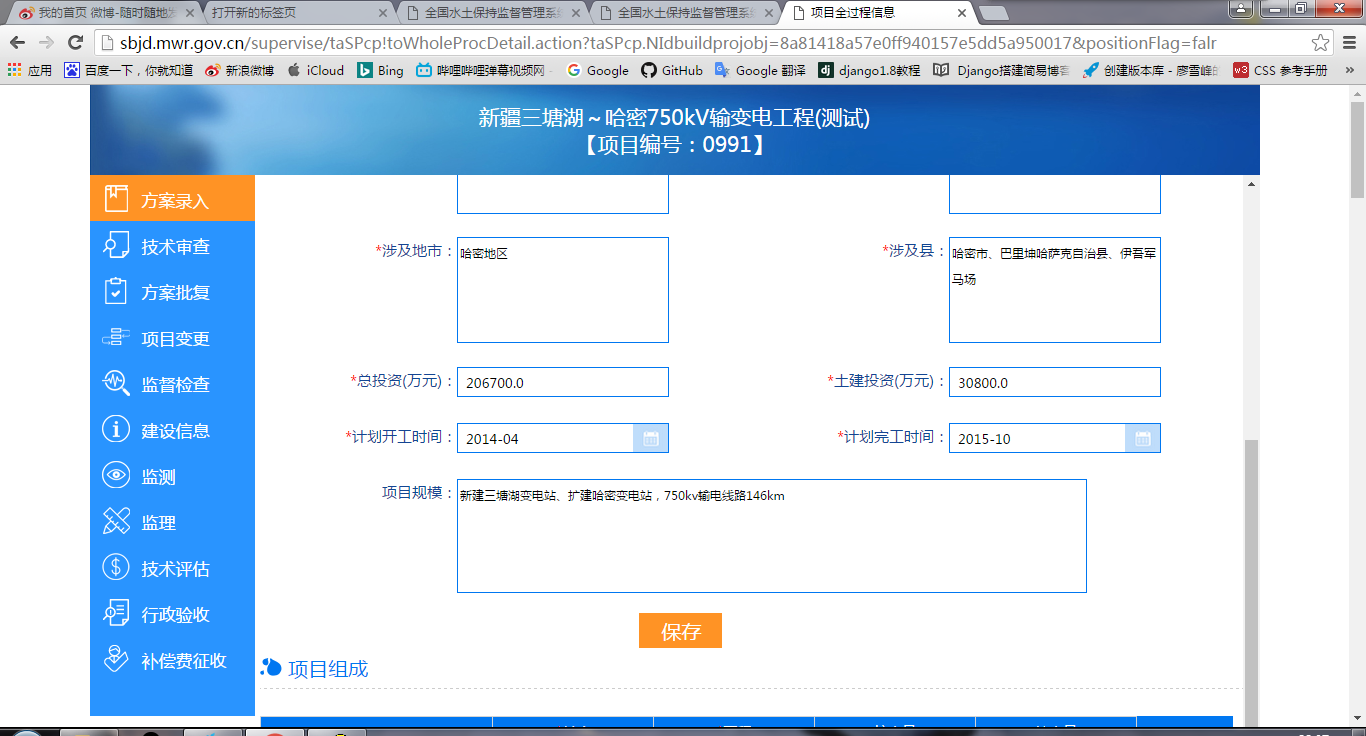 我的首页 微博-随时随地发
打开新的标签页
全国水土保持监督管理系统
全国水土保持监督管理系统
项目全过程信息
sbjd.mwr.gov.cn/supervise/taSPcp!toWholeProcDetail.action?taSPcp.NIdbuildprojobj=8a81418a57e0ff940157e5dd5a950017&positionFlag=falr
应用
百度一下，你就知道
新浪微博
iCloud
Bing
哔哩哔哩弹幕视频网
Google
GitHub
Google 翻译
django1.8教程
Django搭建简易博客
创建版本库 - 廖雪峰的
CSS 参考手册
»
新疆三塘湖～哈密750kV输变电工程(测试)
【项目编号：0991】
方案录入
技术审查
方案批复
项目变更
监督检查
建设信息
监测
监理
技术评估
行政验收
补偿费征收
*涉及地市：
哈密地区
*涉及县：
哈密市、巴里坤哈萨克自治县、伊吾军
马场
*总投资(万元)：
206700.0
*土建投资(万元)：
30800.0
*计划开工时间：
2014-04
*计划完工时间：
2015-10
项目规模：
新建三塘湖变电站、扩建哈密变电站，750kv输电线路146km
保存
项目组成